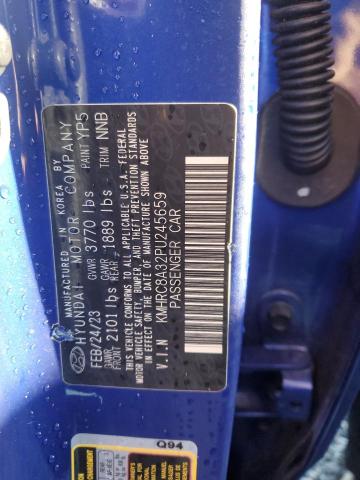 MANUFACTURED IN KOREA BY
HYUNDAI MOTOR COMPANY
FEB/24/23 GVWR 3770 lbs PAINT YP5
GAWR FRONT 2101 lbs GAWR REAR 1889 lbs TRIM NNB
THIS VEHICLE CONFORMS TO ALL APPLICABLE U.S.A. FEDERAL
MOTOR VEHICLE SAFETY, BUMPER, AND THEFT PREVENTION
STANDARDS IN EFFECT ON THE DATE OF MANUFACTURE SHOWN ABOVE.
V.I.N KMHRC8A32PU245659
PASSENGER CAR
Q94